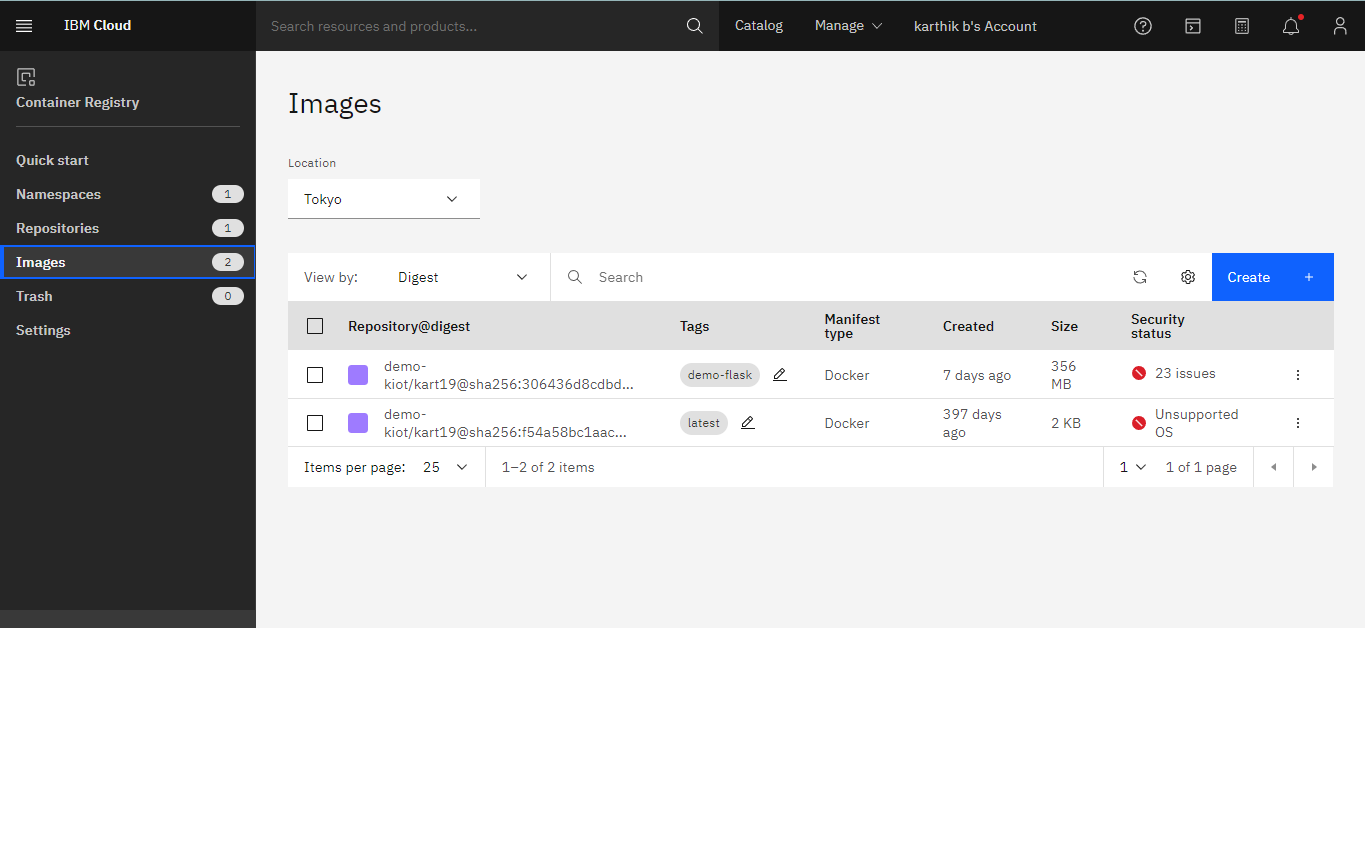 IBM Cloud
Search resources and products...
Catalog
Manage
karthik b's Account
Container Registry
Quick start
Namespaces 1
Repositories 1
Images 2
Trash 0
Settings
Images
Location
Tokyo
View by: Digest
Search
Create +
Repository@digest Tags Manifest type Created Size Security status
demo-
kiot/kart19@sha256:306436d8cdbd...
demo-flask
Docker
7 days ago
356
MB
23 issues
demo-
kiot/kart19@sha256:f54a58bc1aac...
latest
Docker
397 days
ago
2 KB
Unsupported
OS
Items per page: 25
1–2 of 2 items
1
1 of 1 page